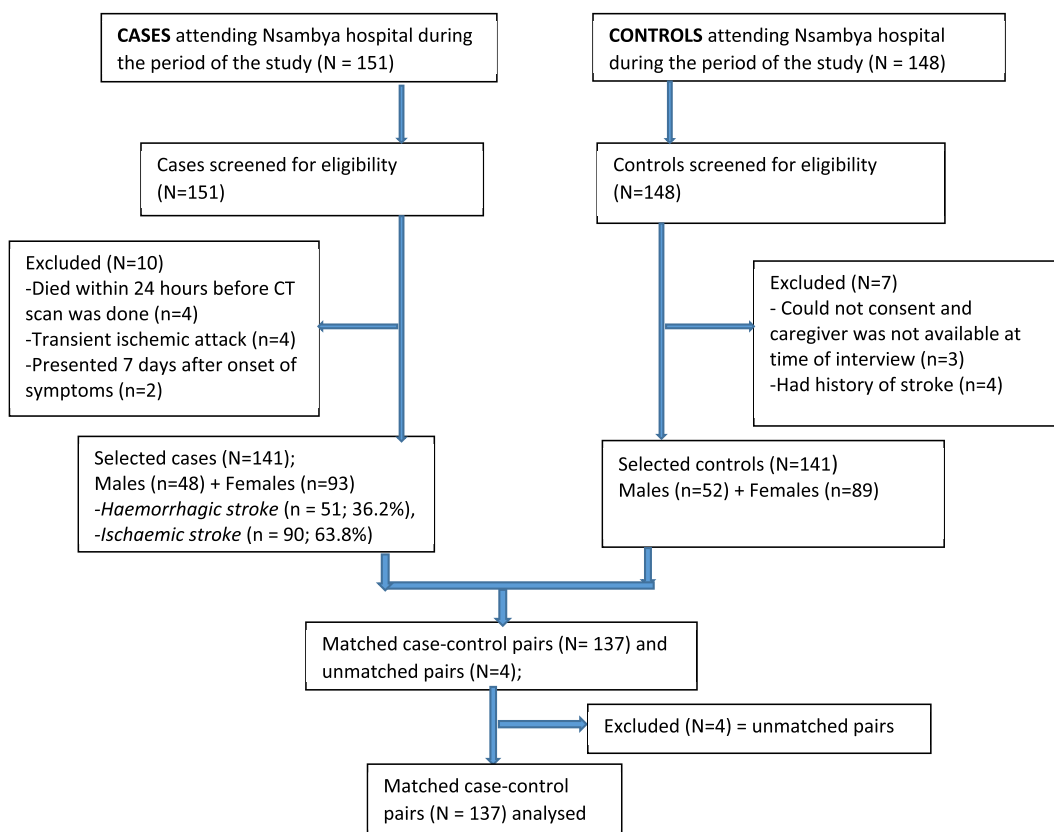 CASES attending Nsambya hospital during
the period of the study (N = 151)
CONTROLS attending Nsambya hospital
during the period of the study (N = 148)
Cases screened for eligibility
(N=151)
Controls screened for eligibility
(N=148)
Excluded (N=10)
-Died within 24 hours before CT
scan was done (n=4)
-Transient ischemic attack (n=4)
-Presented 7 days after onset of
symptoms (n=2)
Excluded (N=7)
- Could not consent and
caregiver was not available at
time of interview (n=3)
-Had history of stroke (n=4)
Selected cases (N=141);
Males (n=48) + Females (n=93)
-Haemorrhagic stroke (n = 51; 36.2%),
-Ischaemic stroke (n = 90; 63.8%)
Selected controls (N=141)
Males (n=52) + Females (n=89)
Matched case-control pairs (N= 137) and
unmatched pairs (N=4);
Excluded (N=4) = unmatched pairs
Matched case-control
pairs (N = 137) analysed